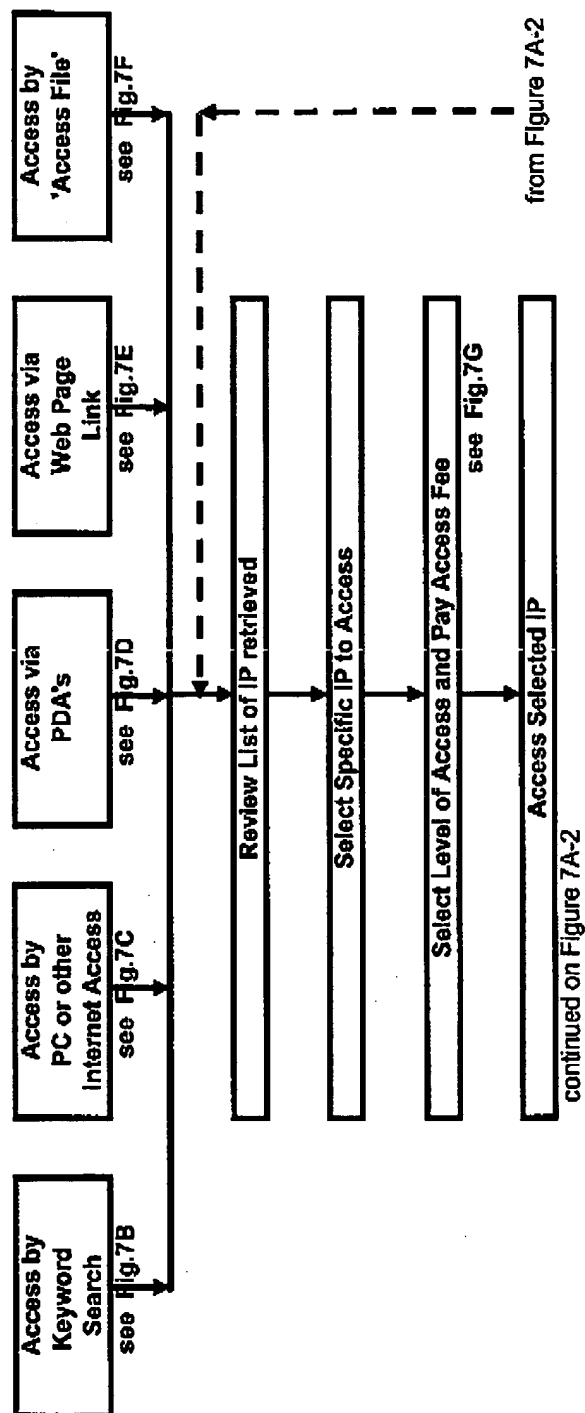 Access by
Keyword
Search
see Fig.7B
Access by
PC or other
Internet Access
see Fig.7C
Access via
PDA's
see Fig.7D
Access via
Web Page
Link
see Fig.7E
Access by
'Access File'
see Fig.7F
Review List of IP retrieved
Select Specific IP to Access
Select Level of Access and Pay Access Fee
see Fig.7G
Access Selected IP
continued on Figure 7A-2
from Figure 7A-2